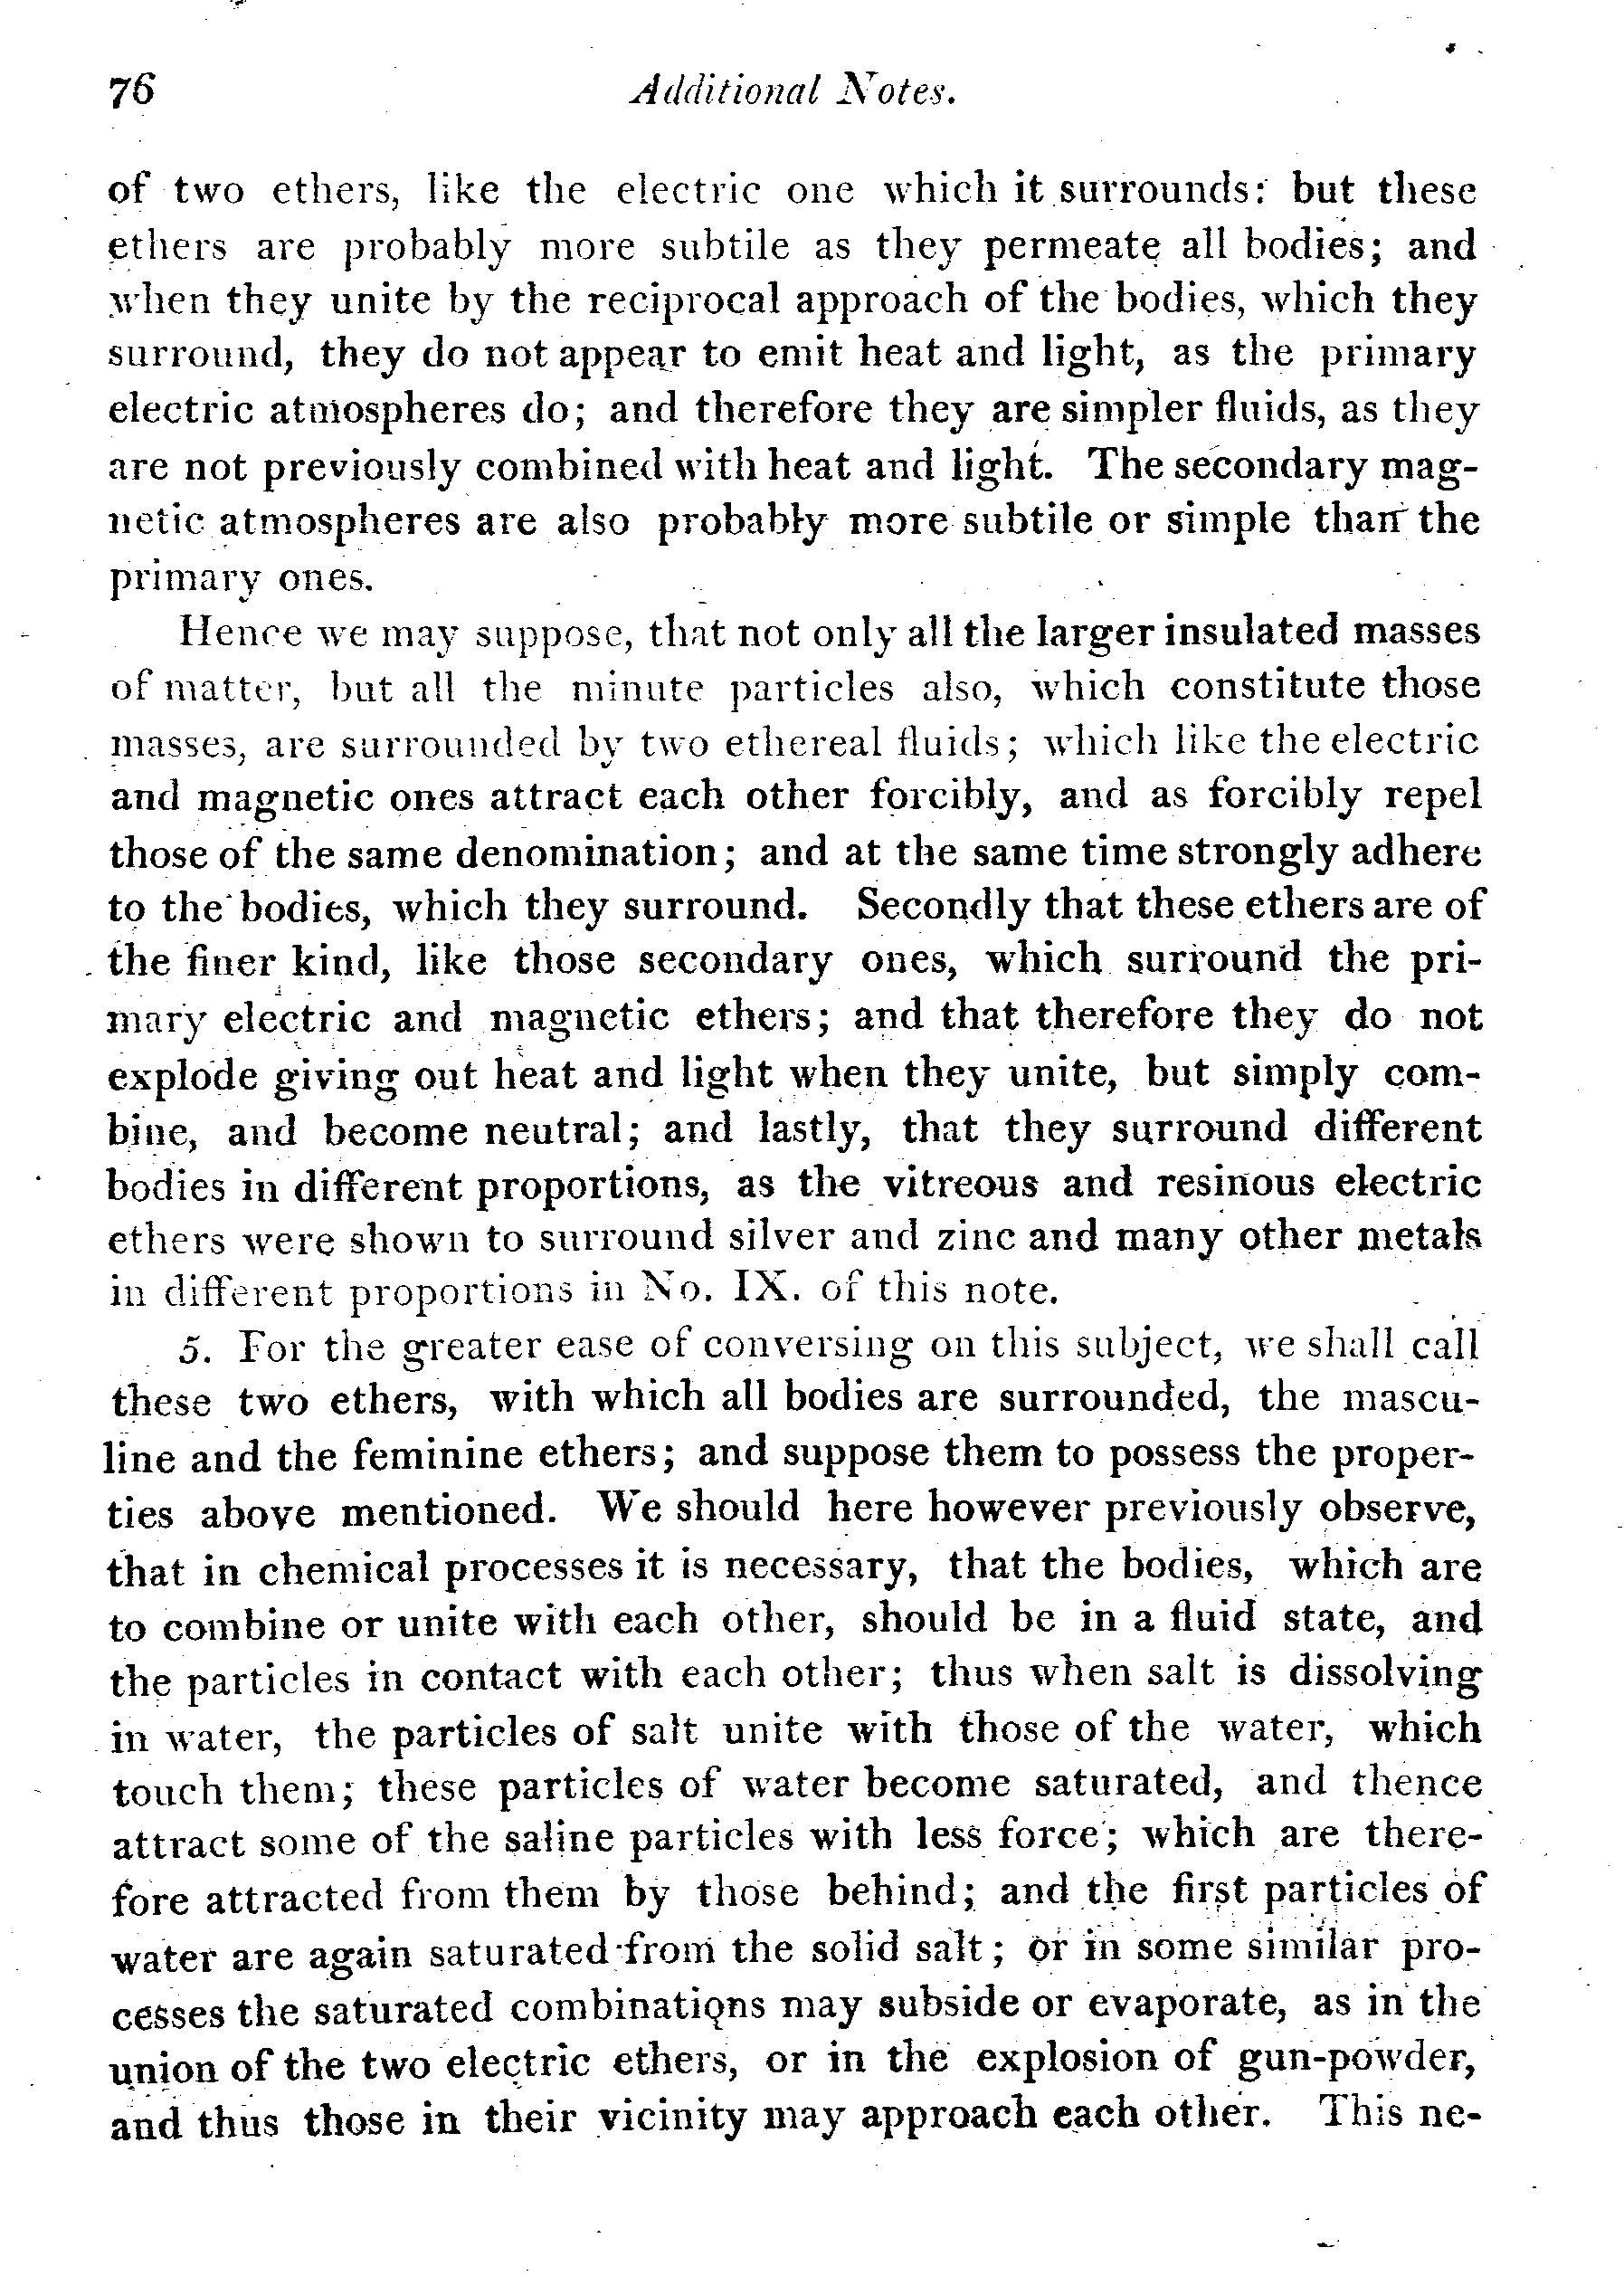 76 Additional Notes.
of two ethers, like the electric one which it surrounds: but these
ethers are probably more subtile as they permeate all bodies; and
when they unite by the reciprocal approach of the bodies, which they
surround, they do not appear to emit heat and light, as the primary
electric atmospheres do; and therefore they are simpler fluids, as they
are not previously combined with heat and light. The secondary mag-
netic atmospheres are also probably more subtile or simple than the
primary ones.
Hence we may suppose, that not only all the larger insulated masses
of matter, but all the minute particles also, which constitute those
masses, are surrounded by two ethereal fluids; which like the electric
and magnetic ones attract each other forcibly, and as forcibly repel
those of the same denomination; and at the same time strongly adhere
to the bodies, which they surround. Secondly that these ethers are of
the finer kind, like those secondary ones, which surround the pri-
mary electric and magnetic ethers; and that therefore they do not
explode giving out heat and light when they unite, but simply com-
bine, and become neutral; and lastly, that they surround different
bodies in different proportions, as the vitreous and resinous electric
ethers were shown to surround silver and zinc and many other metals
in different proportions in No. IX. of this note.
5. For the greater ease of conversing on this subject, we shall call
these two ethers, with which all bodies are surrounded, the mascu-
line and the feminine ethers; and suppose them to possess the proper-
ties above mentioned. We should here however previously observe,
that in chemical processes it is necessary, that the bodies, which are
to combine or unite with each other, should be in a fluid state, and
the particles in contact with each other; thus when salt is dissolving
in water, the particles of salt unite with those of the water, which
touch them; these particles of water become saturated, and thence
attract some of the saline particles with less force; which are there-
fore attracted from them by those behind; and the first particles of
water are again saturated from the solid salt; or in some similar pro-
cesses the saturated combinations may subside or evaporate, as in the
union of the two electric ethers, or in the explosion of gun-powder,
and thus those in their vicinity may approach each other. This ne-